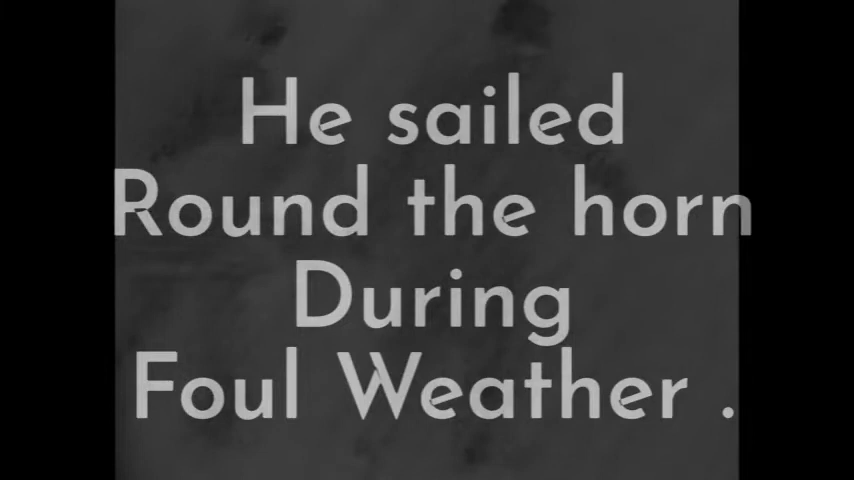 He sailed
Round the horn
During
Foul Weather .